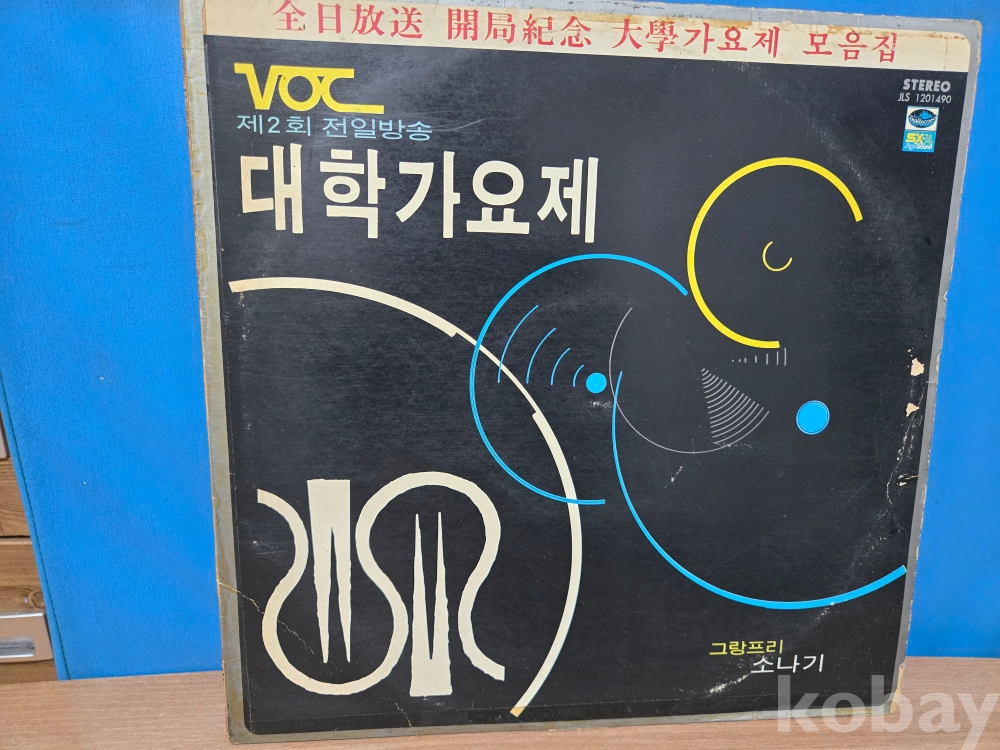 全日放送 開局紀念 大學가요제 모음집
VOC
제2회 전일방송
대학가요제
STEREO
JLS 1201490
SX
Sound
그랑프리
소나기
kobay